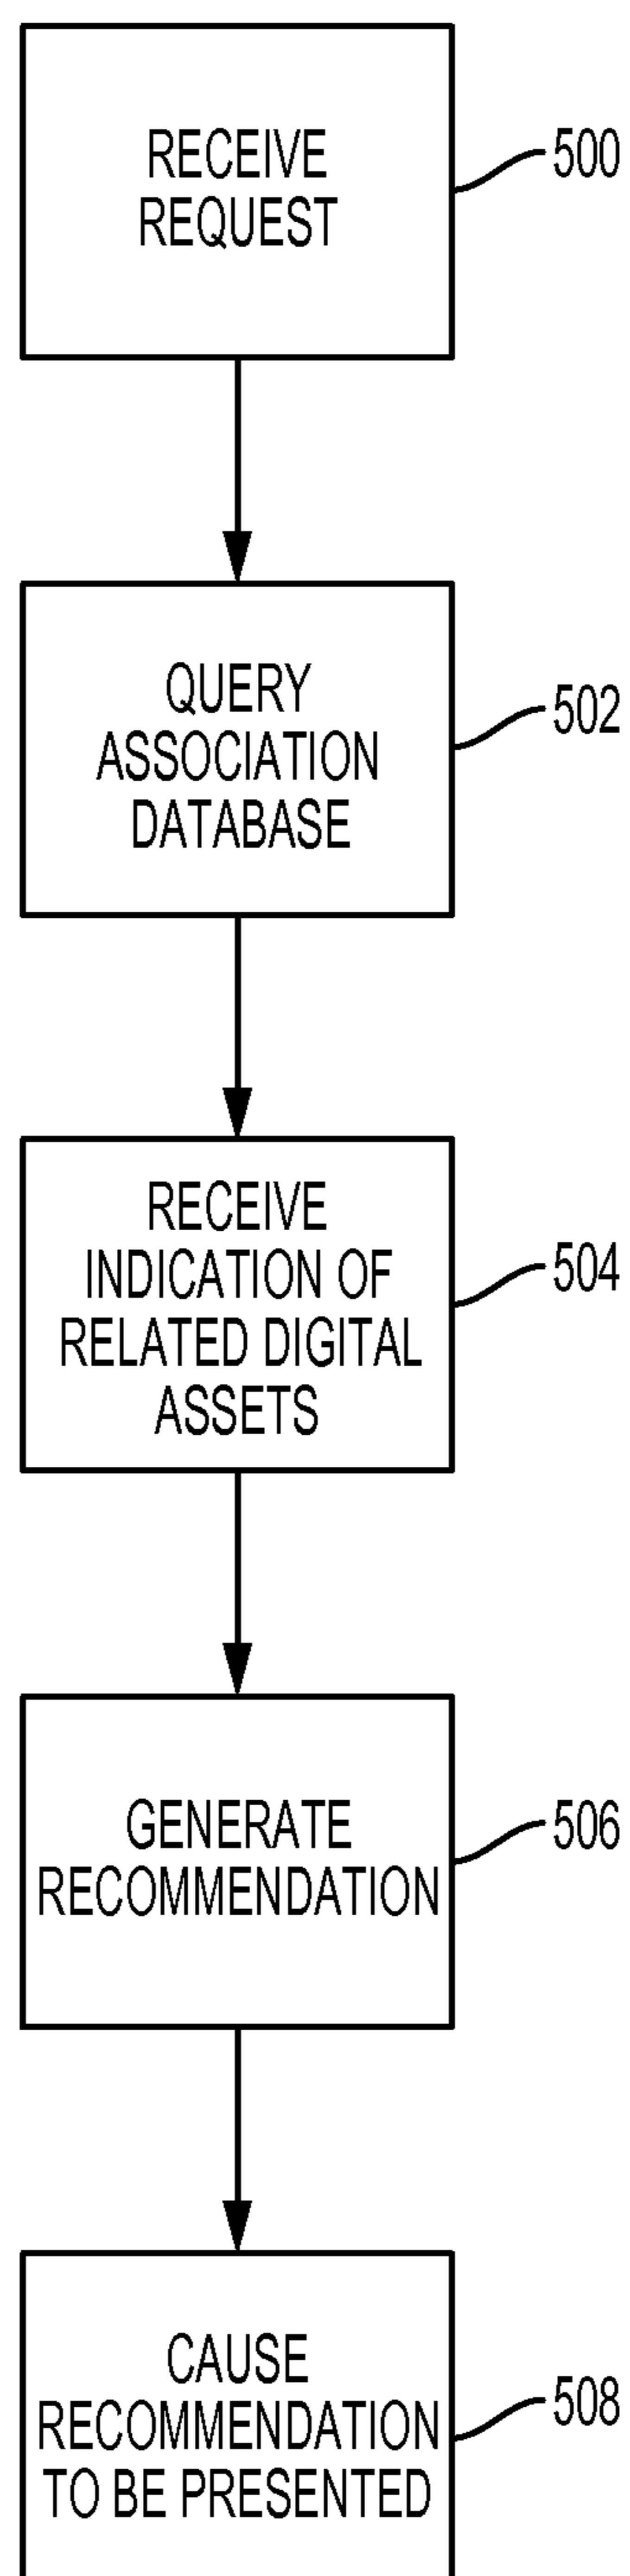 RECEIVE
REQUEST
500
QUERY
ASSOCIATION
DATABASE
502
RECEIVE
INDICATION OF
RELATED DIGITAL
ASSETS
504
GENERATE
RECOMMENDATION
506
CAUSE
RECOMMENDATION
TO BE PRESENTED
508